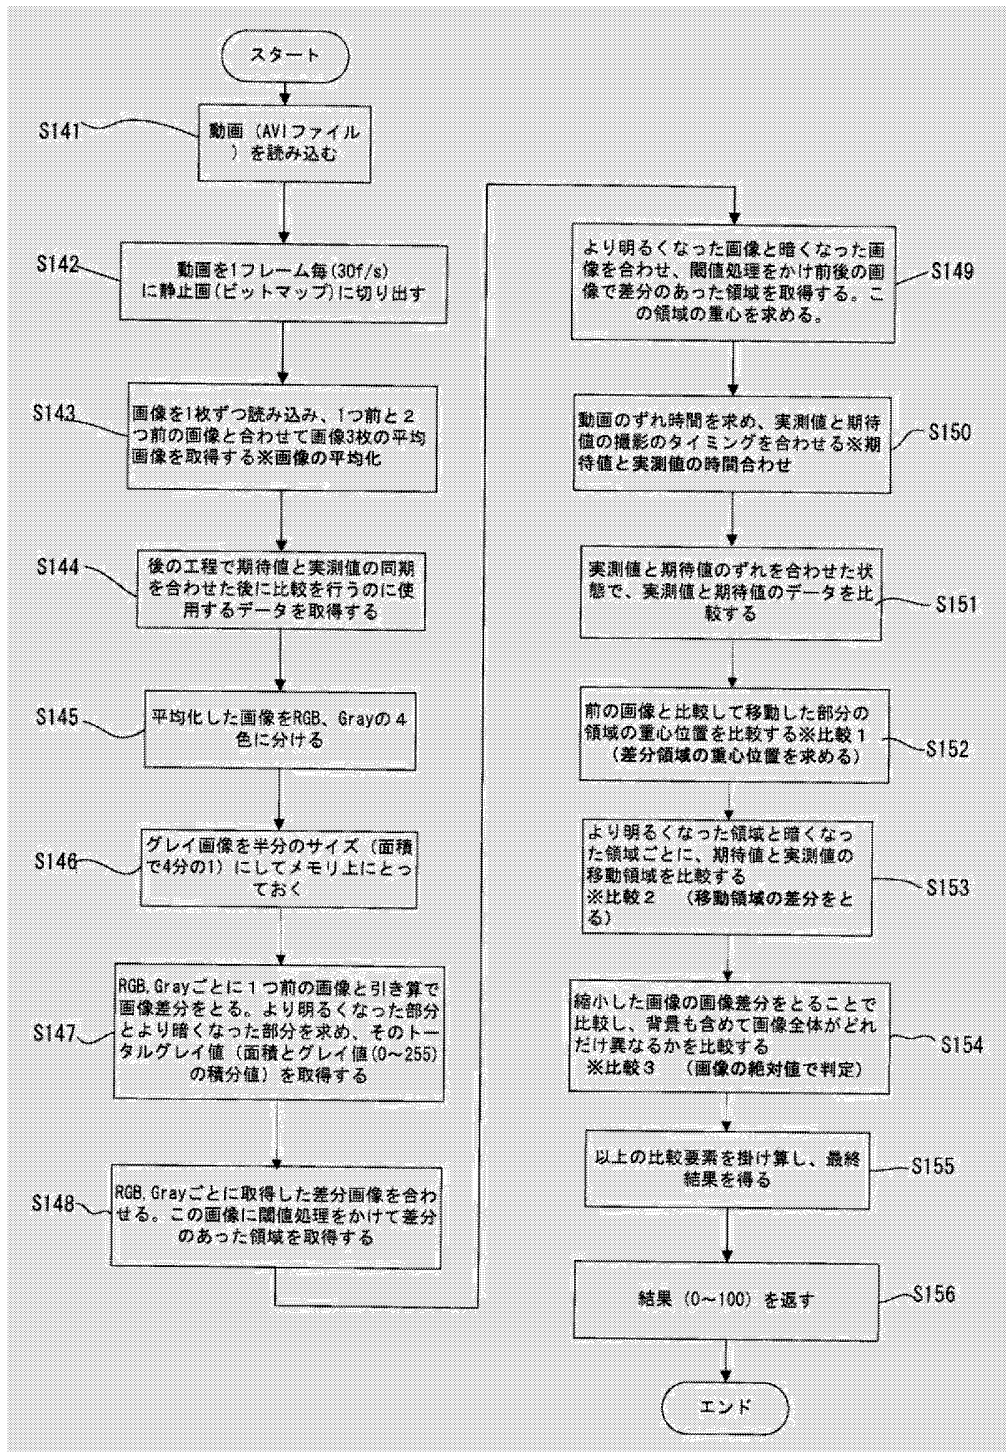 スタート
S141
動画 (AVIファイル
) を読み込む
S142
動画を1フレーム毎(30f/s)
に静止画(ビットマップ)に切り出す
S143
画像を1枚ずつ読み込み、1つ前と2
つ前の画像と合わせて画像3枚の平均
画像を取得する※画像の平均化
S144
後の工程で期待値と実測値の同期
を合わせた後に比較を行うのに使
用するデータを取得する
S145
平均化した画像をRGB、Grayの4
色に分ける
S146
グレイ画像を半分のサイズ (面積
で4分の1) にしてメモリ上にとっ
ておく
S147
RGB,Grayごとに1つ前の画像と引き算で
画像差分をとる。より明るくなった部分
とより暗くなった部分を求め、そのトー
タルグレイ値 (面積とグレイ値(0〜255)
の積分値) を取得する
S148
RGB,Grayごとに取得した差分画像を合わ
せる。この画像に閾値処理をかけて差分
のあった領域を取得する
S149
より明るくなった画像と暗くなった画
像を合わせ、閾値処理をかけ前後の画
像で差分のあった領域を取得する。こ
の領域の重心を求める。
S150
動画のずれ時間を求め、実測値と期待
値の撮影のタイミングを合わせる※期
待値と実測値の時間合わせ
S151
実測値と期待値のずれを合わせた状
態で、実測値と期待値のデータを比
較する
S152
前の画像と比較して移動した部分の
領域の重心位置を比較する※比較1
(差分領域の重心位置を求める)
S153
より明るくなった領域と暗くなっ
た領域ごとに、期待値と実測値の
移動領域を比較する
※比較2 (移動領域の差分をと
る)
S154
縮小した画像の画像差分をとることで
比較し、背景も含めて画像全体がどれ
だけ異なるかを比較する
※比較3 (画像の絶対値で判定)
S155
以上の比較要素を掛け算し、最終
結果を得る
S156
結果 (0〜100) を返す
エンド